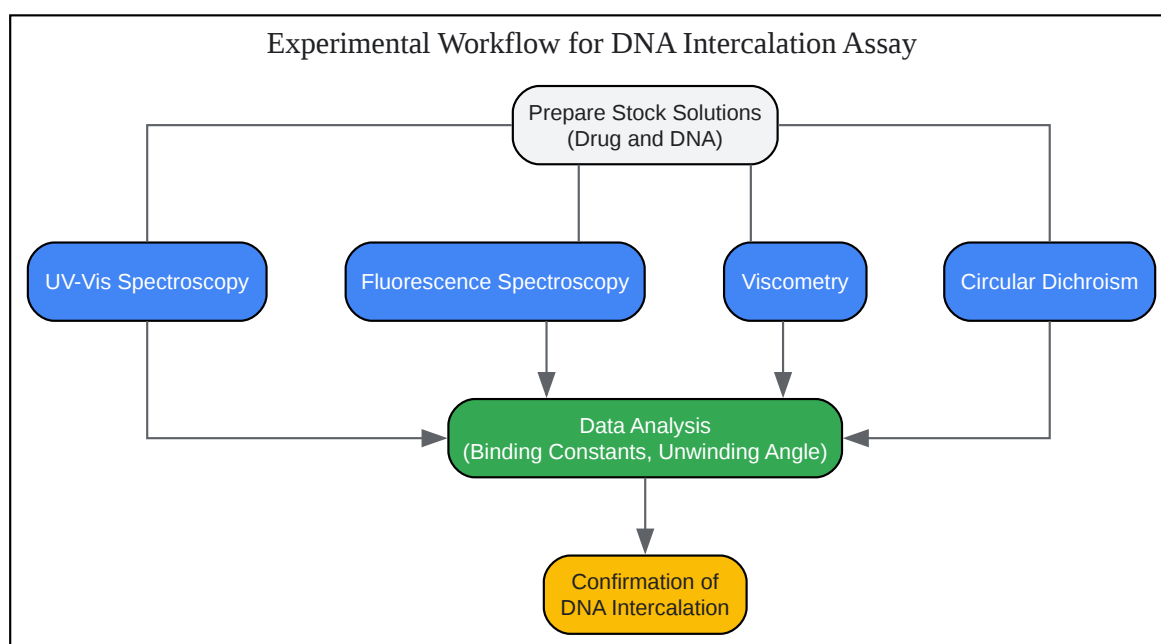 Experimental Workflow for DNA Intercalation Assay
Prepare Stock Solutions
(Drug and DNA)
UV-Vis Spectroscopy
Fluorescence Spectroscopy
Viscometry
Circular Dichroism
Data Analysis
(Binding Constants, Unwinding Angle)
Confirmation of
DNA Intercalation